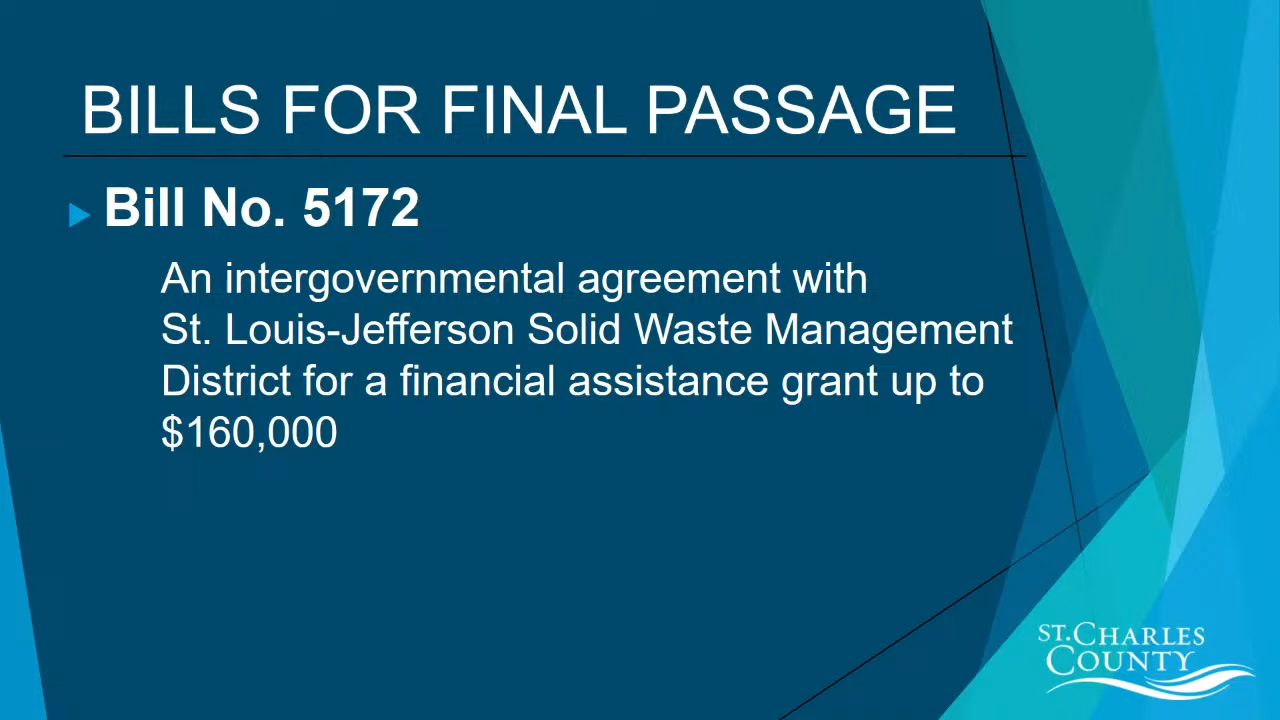 BILLS FOR FINAL PASSAGE
Bill No. 5172
An intergovernmental agreement with
St. Louis-Jefferson Solid Waste Management
District for a financial assistance grant up to
$160,000
ST. CHARLES
COUNTY